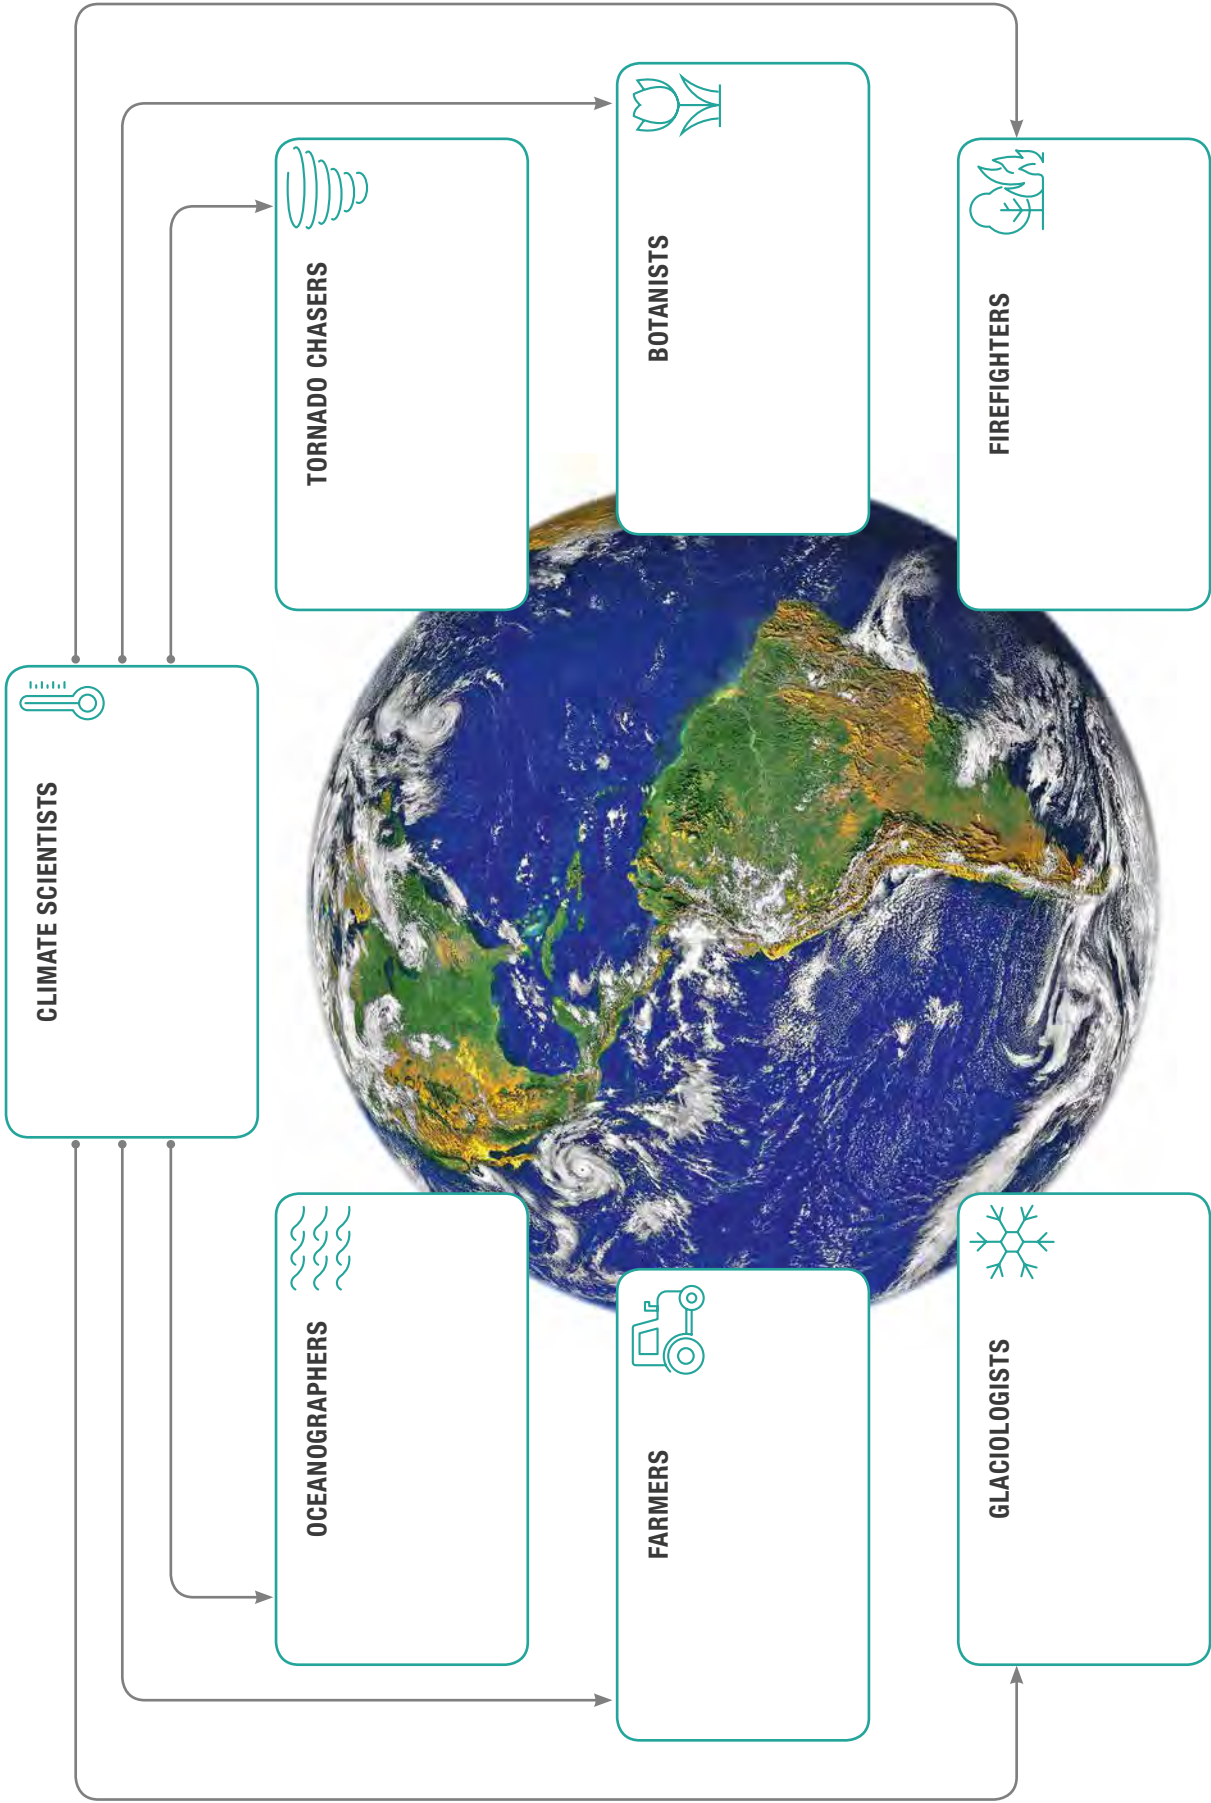 CLIMATE SCIENTISTS
OCEANOGRAPHERS
TORNADO CHASERS
FARMERS
BOTANISTS
GLACIOLOGISTS
FIREFIGHTERS